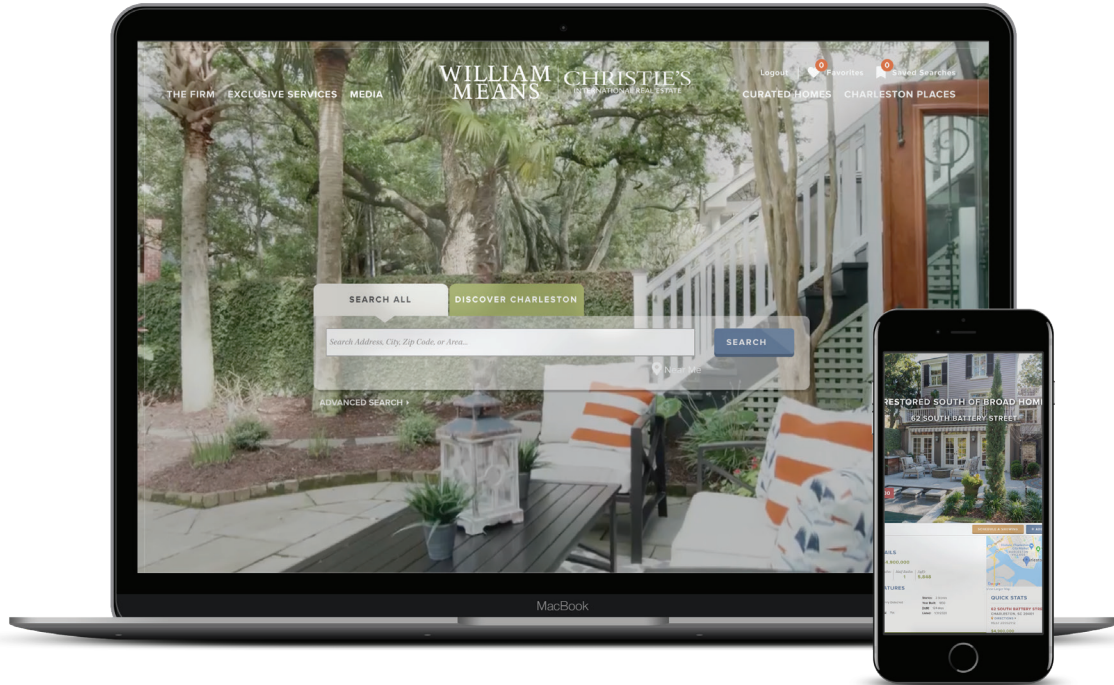 WILLIAM MEANS
CHRISTIE'S
INTERNATIONAL REAL ESTATE
Logout
0
Favorites
0
Saved Searches
THE FIRM
EXCLUSIVE SERVICES
MEDIA
CURATED HOMES
CHARLESTON PLACES
SEARCH ALL
DISCOVER CHARLESTON
Search Address, City, Zip Code, or Area...
SEARCH
Near Me
ADVANCED SEARCH
MacBook
RESTORED SOUTH OF BROAD HOM
62 SOUTH BATTERY STREET
QUICK STATS
62 SOUTH BATTERY STRE